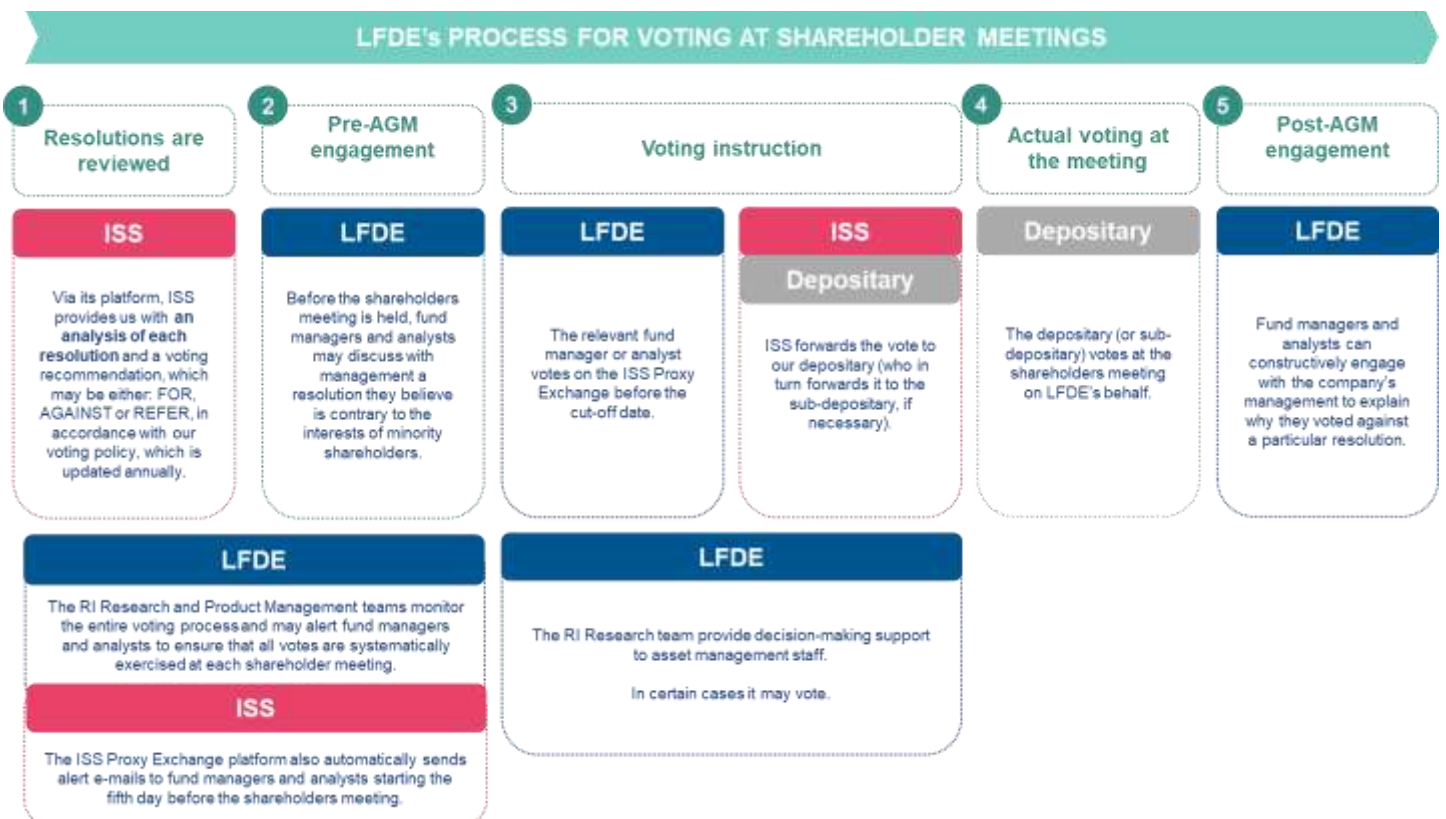 LFDE's PROCESS FOR VOTING AT SHAREHOLDER MEETINGS
1
Resolutions are
reviewed
2
Pre-AGM
engagement
3
Voting instruction
4
Actual voting at
the meeting
5
Post-AGM
engagement
ISS
Via its platform, ISS
provides us with an
analysis of each
resolution and a voting
recommendation, which
may be either: FOR,
AGAINST or REFER, in
accordance with our
voting policy, which is
updated annually.
LFDE
Before the shareholders
meeting is held, fund
managers and analysts
may discuss with
management a
resolution they believe
is contrary to the
interests of minority
shareholders.
LFDE
The relevant fund
manager or analyst
votes on the ISS Proxy
Exchange before the
cut-off date.
ISS
Depositary
ISS forwards the vote to
our depositary (who in
turn forwards it to the
sub-depositary, if
necessary).
Depositary
The depositary (or sub-
depositary) votes at the
shareholders meeting
on LFDE's behalf.
LFDE
Fund managers and
analysts can
constructively engage
with the company's
management to explain
why they voted against
a particular resolution.
LFDE
The RI Research and Product Management teams monitor
the entire voting process and may alert fund managers
and analysts to ensure that all votes are systematically
exercised at each shareholder meeting.
ISS
The ISS Proxy Exchange platform also automatically sends
alert e-mails to fund managers and analysts starting the
fifth day before the shareholders meeting.
LFDE
The RI Research team provide decision-making support
to asset management staff.
In certain cases it may vote.